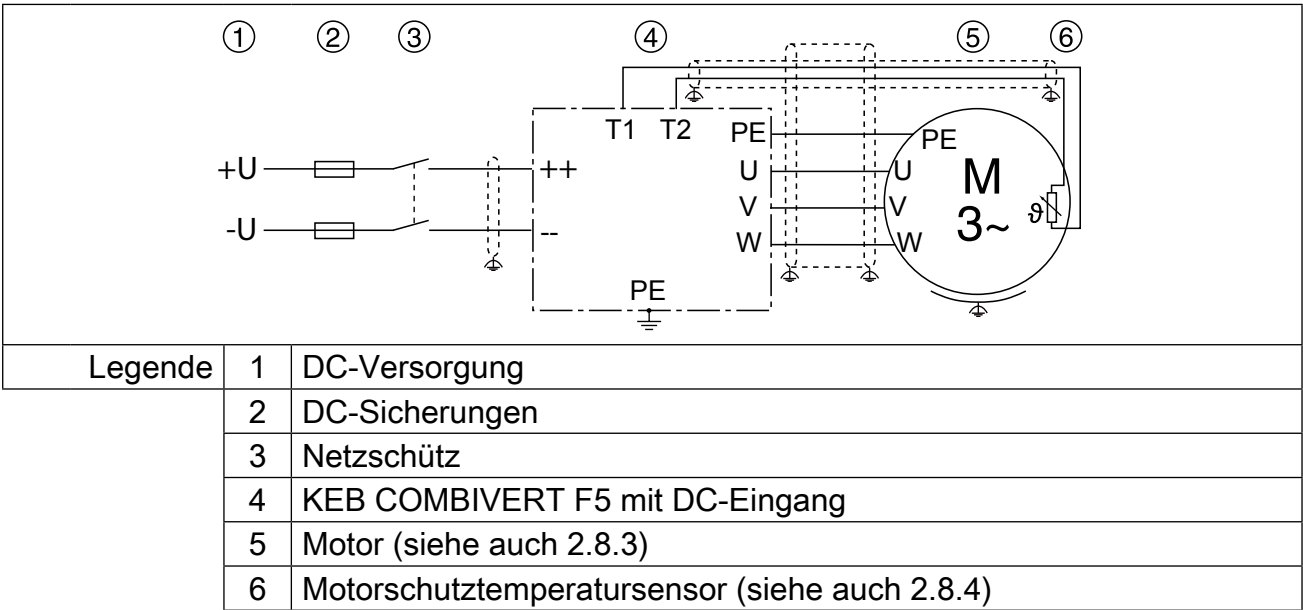 ① ② ③ ④ ⑤ ⑥
T1 T2 PE PE
+U ++ U U M
V V 3~ ϑ
-U -- W W
PE
Legende 1 DC-Versorgung
2 DC-Sicherungen
3 Netzschütz
4 KEB COMBIVERT F5 mit DC-Eingang
5 Motor (siehe auch 2.8.3)
6 Motorschutztemperatursensor (siehe auch 2.8.4)